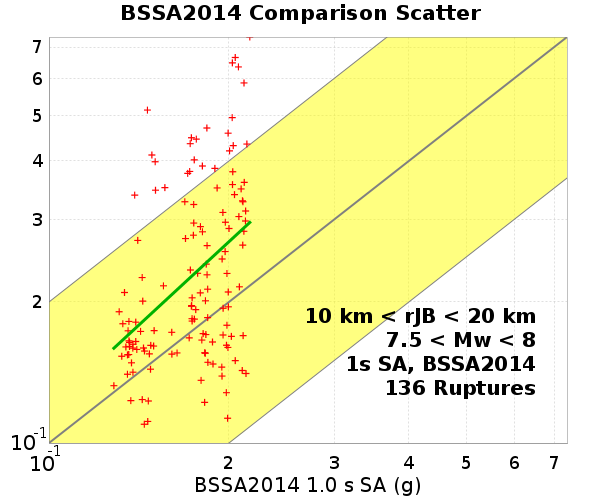 BSSA2014 Comparison Scatter
7
6
5
4
3
2
10 km < rJB < 20 km
7.5 < Mw < 8
1s SA, BSSA2014
136 Ruptures
10^-1
10^-1 2 3 4 5 6 7
BSSA2014 1.0 s SA (g)